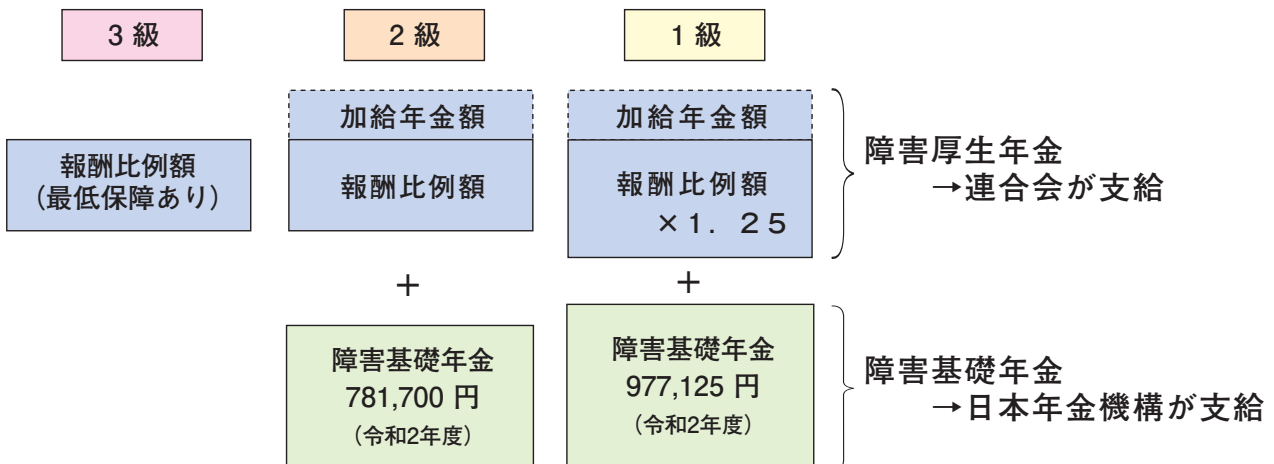 3 級
2 級
1 級
報酬比例額
(最低保障あり)
加給年金額
報酬比例額
加給年金額
報酬比例額
×1．25
障害厚生年金
→連合会が支給
＋
＋
障害基礎年金
781,700 円
(令和2年度)
障害基礎年金
977,125 円
(令和2年度)
障害基礎年金
→日本年金機構が支給